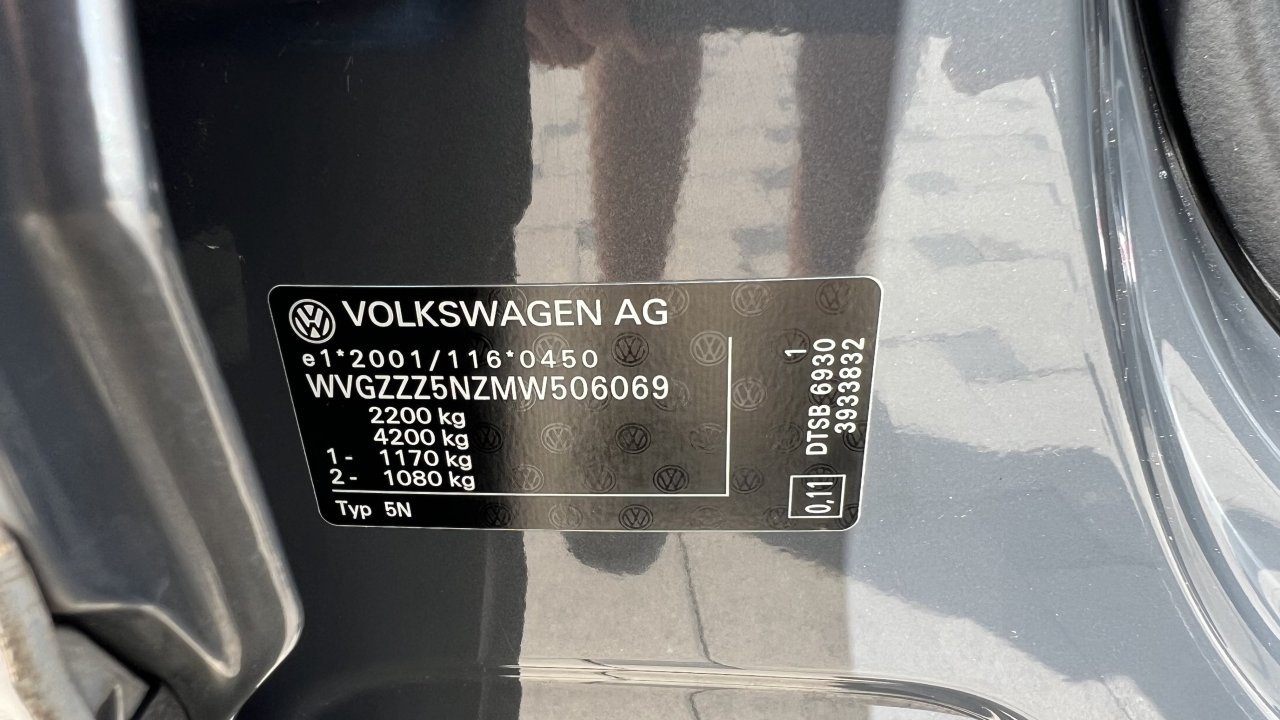 VOLKSWAGEN AG
e1*2001/116*0450
WVGZZZ5NZMW506069
2200 kg
4200 kg
1- 1170 kg
2- 1080 kg
Typ 5N
1
DTSB 6930
3933832
0,11